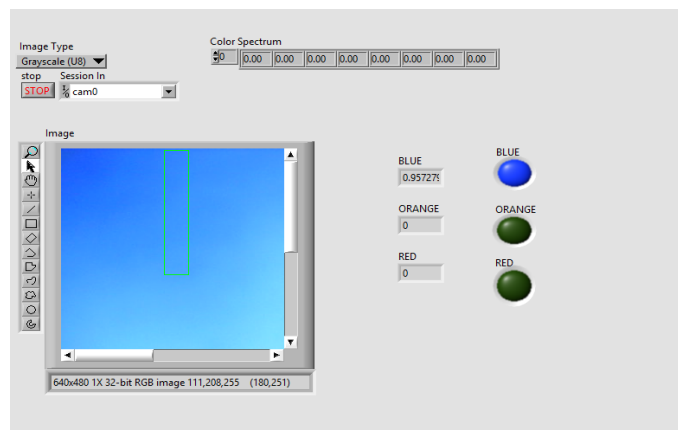 Image Type
Grayscale (U8)
Color Spectrum
0 0.00 0.00 0.00 0.00 0.00 0.00 0.00 0.00
stop Session In
STOP I/O cam0
Image
BLUE
0.957279
BLUE
ORANGE
0
ORANGE
RED
0
RED
640x480 1X 32-bit RGB image 111,208,255 (180,251)